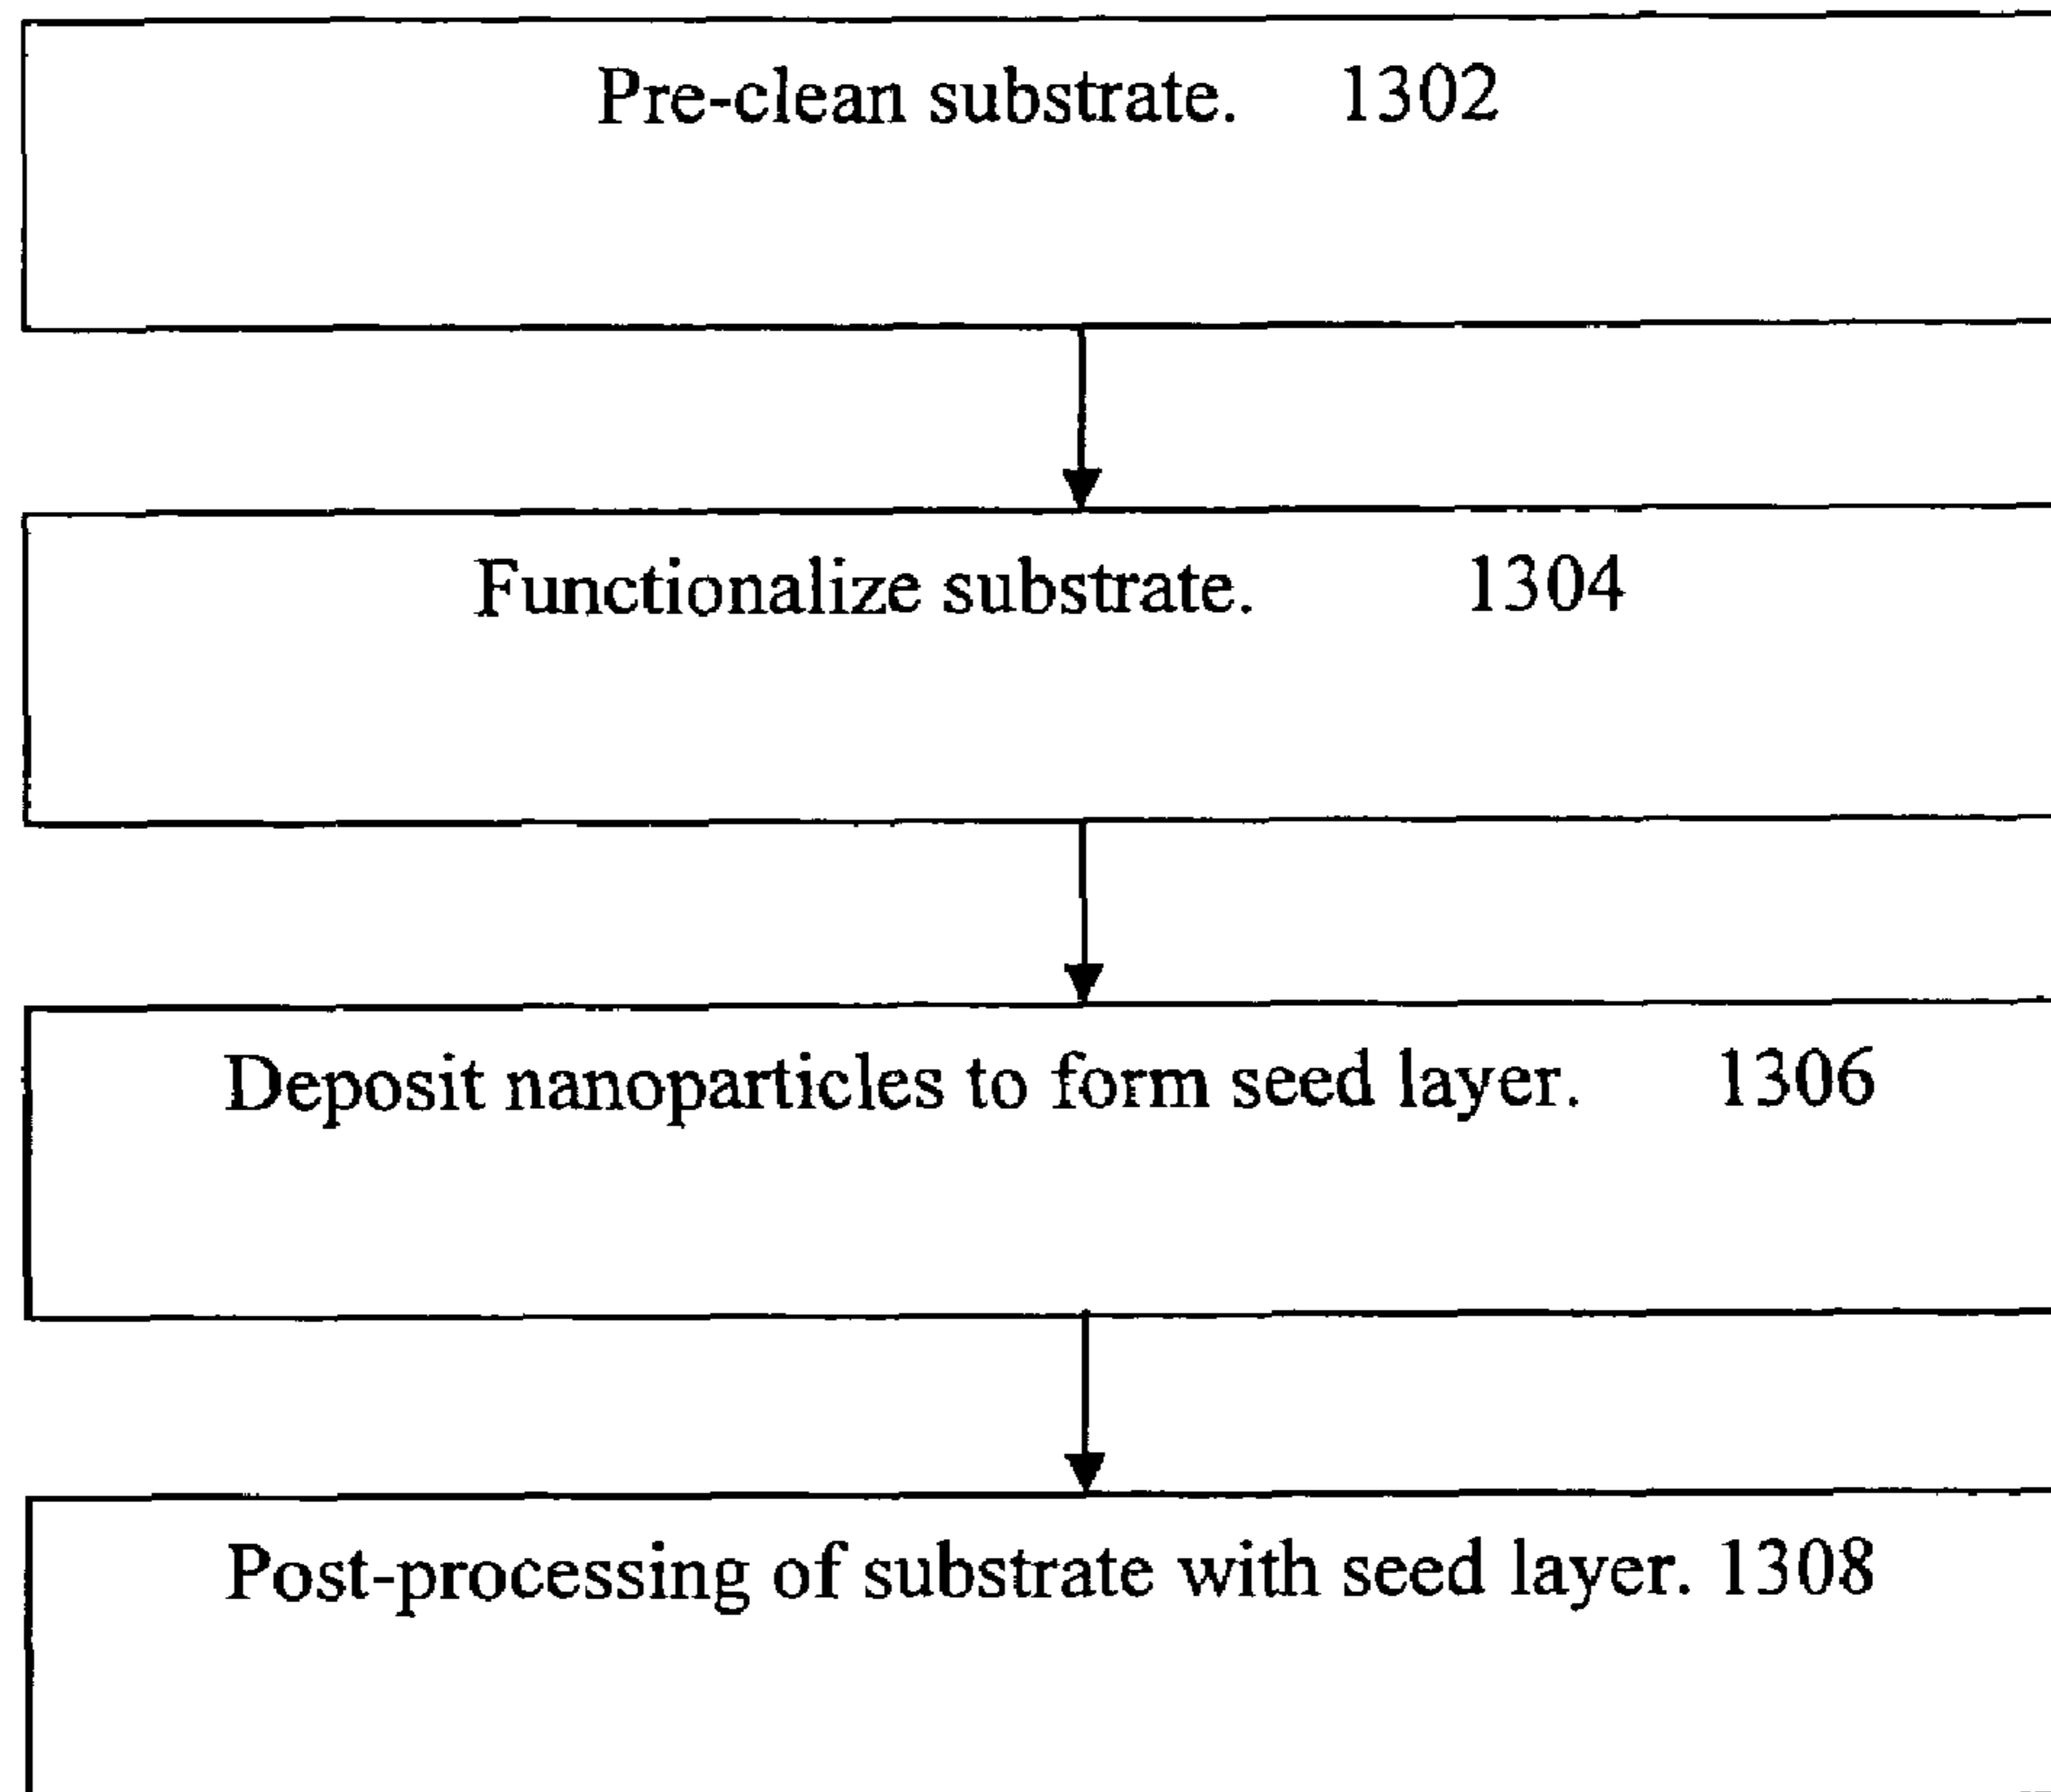 Pre-clean substrate. 1302
Functionalize substrate. 1304
Deposit nanoparticles to form seed layer. 1306
Post-processing of substrate with seed layer. 1308